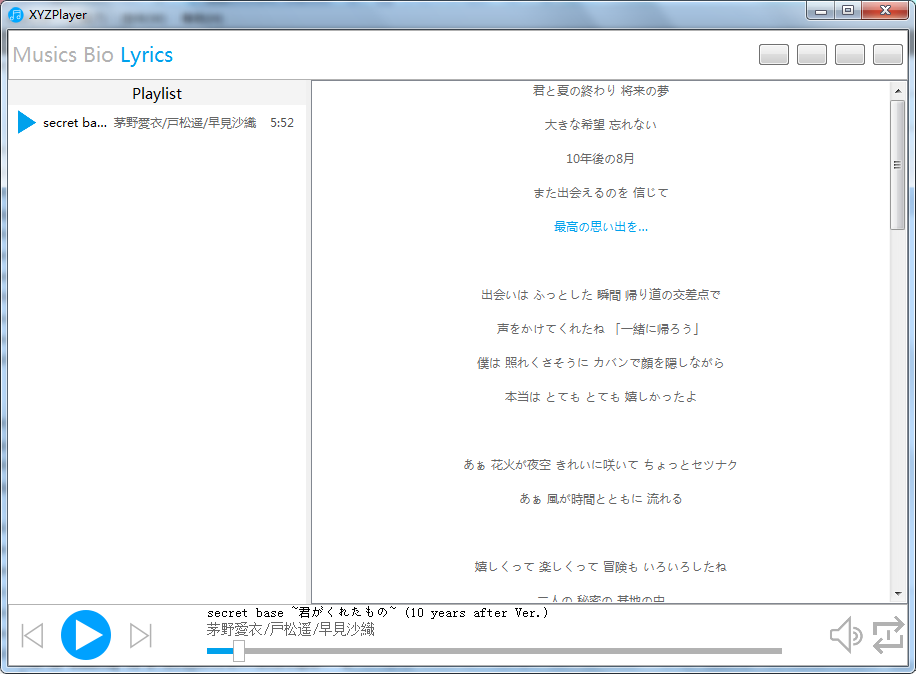 XYZPlayer
Musics Bio Lyrics
Playlist
secret ba... 茅野愛衣/戸松遥/早見沙織 5:52
君と夏の終わり 将来の夢
大きな希望 忘れない
10年後の8月
また出会えるのを 信じて
最高の思い出を...
出会いは ふっとした 瞬間 帰り道の交差点で
声をかけてくれたね 「一緒に帰ろう」
僕は 照れくさそうに カバンで顔を隠しながら
本当は とても とても 嬉しかったよ
あぁ 花火が夜空 きれいに咲いて ちょっとセツナク
あぁ 風が時間とともに 流れる
嬉しくって 楽しくって 冒険も いろいろしたね
二人の 秘密の 基地の中
secret base ~君がくれたもの~ (10 years after Ver.)
茅野愛衣/戸松遥/早見沙織